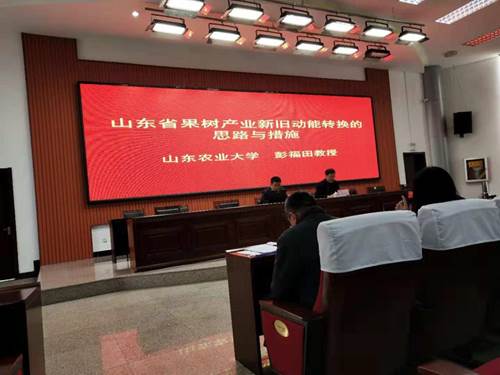 山东省果树产业新旧动能转换的
思路与措施
山东农业大学 彭福田教授